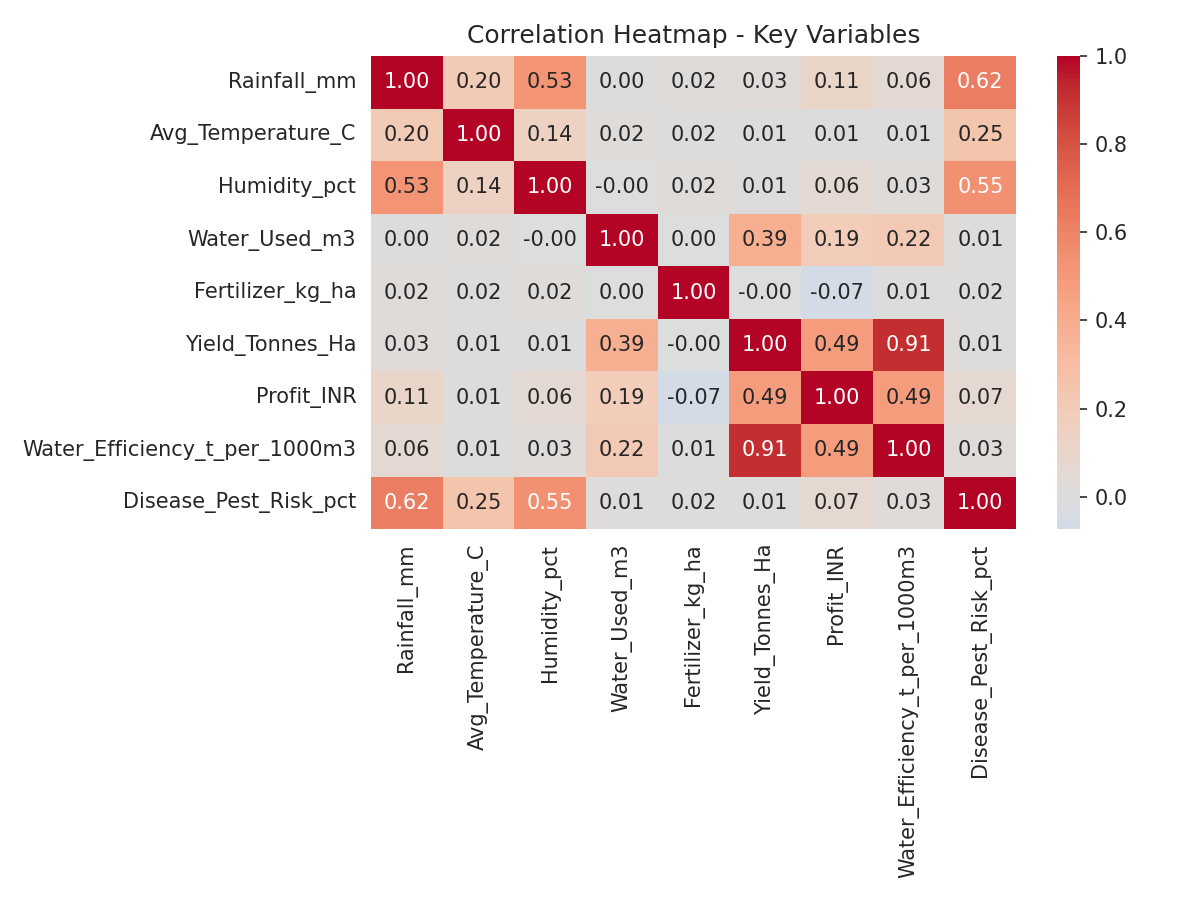 Correlation Heatmap - Key Variables
Rainfall_mm 1.00 0.20 0.53 0.00 0.02 0.03 0.11 0.06 0.62
Avg_Temperature_C 0.20 1.00 0.14 0.02 0.02 0.01 0.01 0.01 0.25
Humidity_pct 0.53 0.14 1.00 -0.00 0.02 0.01 0.06 0.03 0.55
Water_Used_m3 0.00 0.02 -0.00 1.00 0.00 0.39 0.19 0.22 0.01
Fertilizer_kg_ha 0.02 0.02 0.02 0.00 1.00 -0.00 -0.07 0.01 0.02
Yield_Tonnes_Ha 0.03 0.01 0.01 0.39 -0.00 1.00 0.49 0.91 0.01
Profit_INR 0.11 0.01 0.06 0.19 -0.07 0.49 1.00 0.49 0.07
Water_Efficiency_t_per_1000m3 0.06 0.01 0.03 0.22 0.01 0.91 0.49 1.00 0.03
Disease_Pest_Risk_pct 0.62 0.25 0.55 0.01 0.02 0.01 0.07 0.03 1.00
Rainfall_mm
Avg_Temperature_C
Humidity_pct
Water_Used_m3
Fertilizer_kg_ha
Yield_Tonnes_Ha
Profit_INR
Water_Efficiency_t_per_1000m3
Disease_Pest_Risk_pct
1.0
0.8
0.6
0.4
0.2
0.0